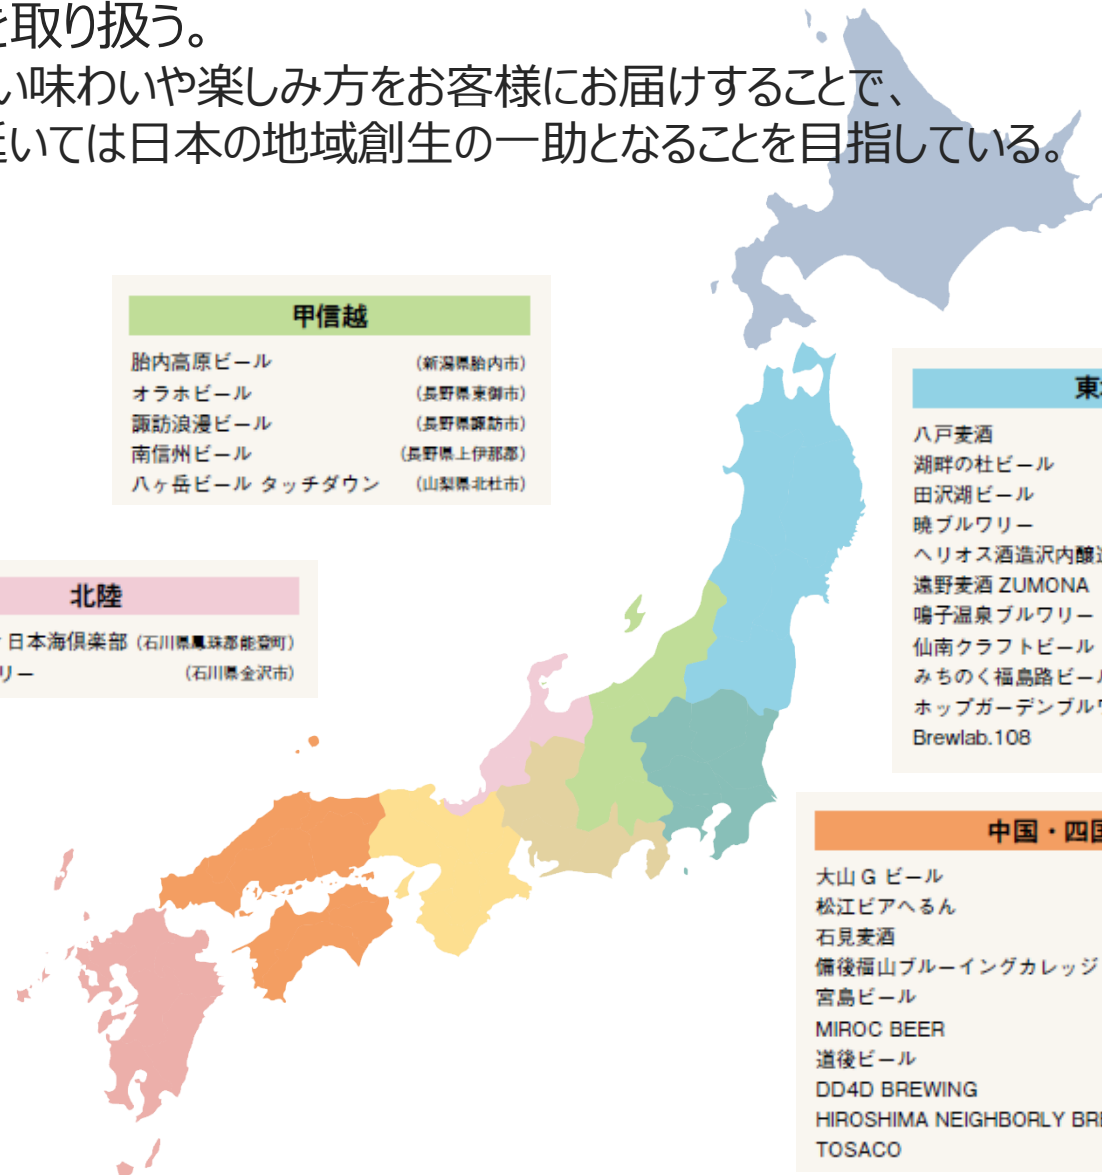 を取り扱う。
い味わいや楽しみ方をお客様にお届けすることで、
延いては日本の地域創生の一助となることを目指している。
甲信越
胎内高原ビール (新潟県胎内市)
オラホビール (長野県東御市)
諏訪浪漫ビール (長野県諏訪市)
南信州ビール (長野県上伊那郡)
八ヶ岳ビール タッチダウン (山梨県北杜市)
北陸
日本海倶楽部 (石川県鳳珠郡能登町)
リー (石川県金沢市)
東
八戸麦酒
湖畔の杜ビール
田沢湖ビール
暁ブルワリー
ヘリオス酒造沢内醸造
遠野麦酒 ZUMONA
鳴子温泉ブルワリー
仙南クラフトビール
みちのく福島路ビール
ホップガーデンブルワ
Brewlab.108
中国・四国
大山 G ビール
松江ビアへるん
石見麦酒
備後福山ブルーイングカレッジ
宮島ビール
MIROC BEER
道後ビール
DD4D BREWING
HIROSHIMA NEIGHBORLY BRE
TOSACO